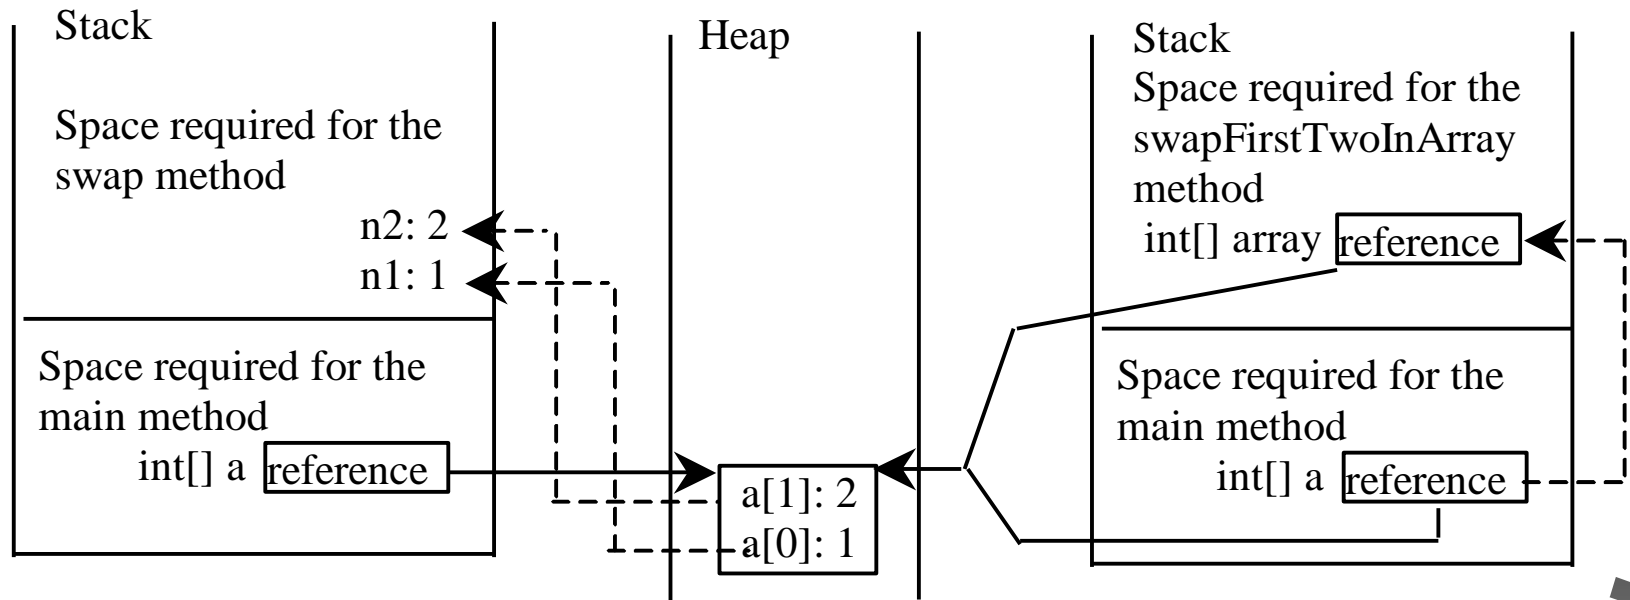 Stack
Space required for the
swap method
n2: 2
n1: 1
Space required for the
main method
int[] a reference
Heap
a[1]: 2
a[0]: 1
Stack
Space required for the
swapFirstTwoInArray
method
int[] array reference
Space required for the
main method
int[] a reference